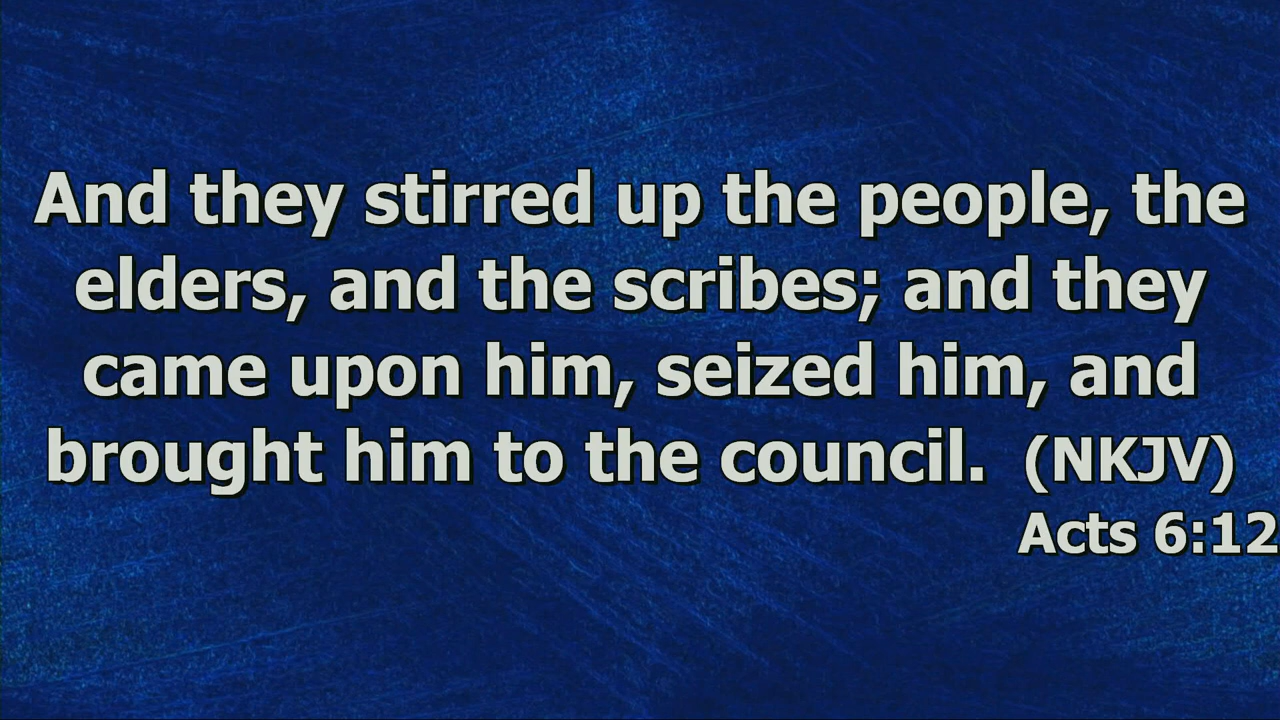 And they stirred up the people, the
elders, and the scribes; and they
came upon him, seized him, and
brought him to the council. (NKJV)
Acts 6:12